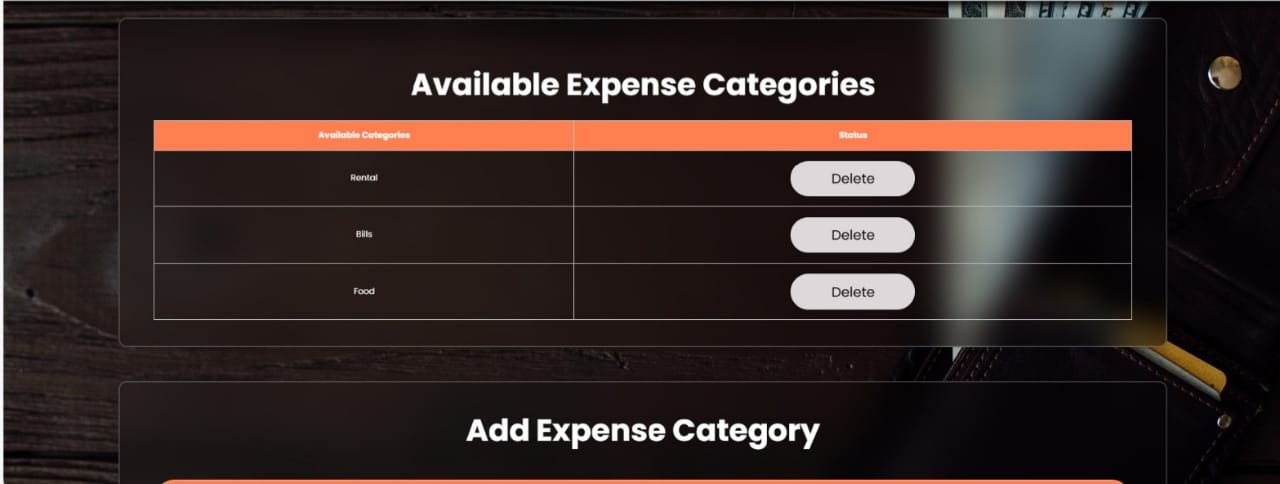 Available Expense Categories
Available Categories Status
Rental Delete
Bills Delete
Food Delete
Add Expense Category